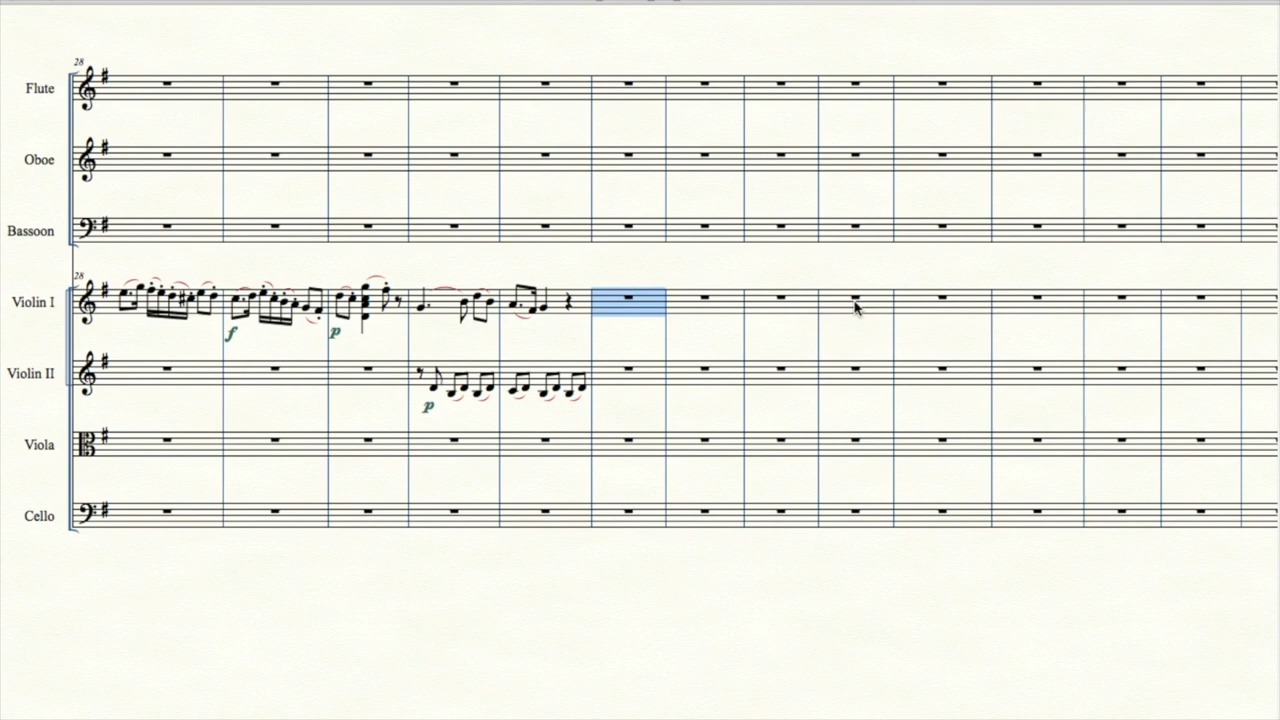 28
Flute
Oboe
Bassoon
28
Violin I
f
p
Violin II
p
Viola
Cello